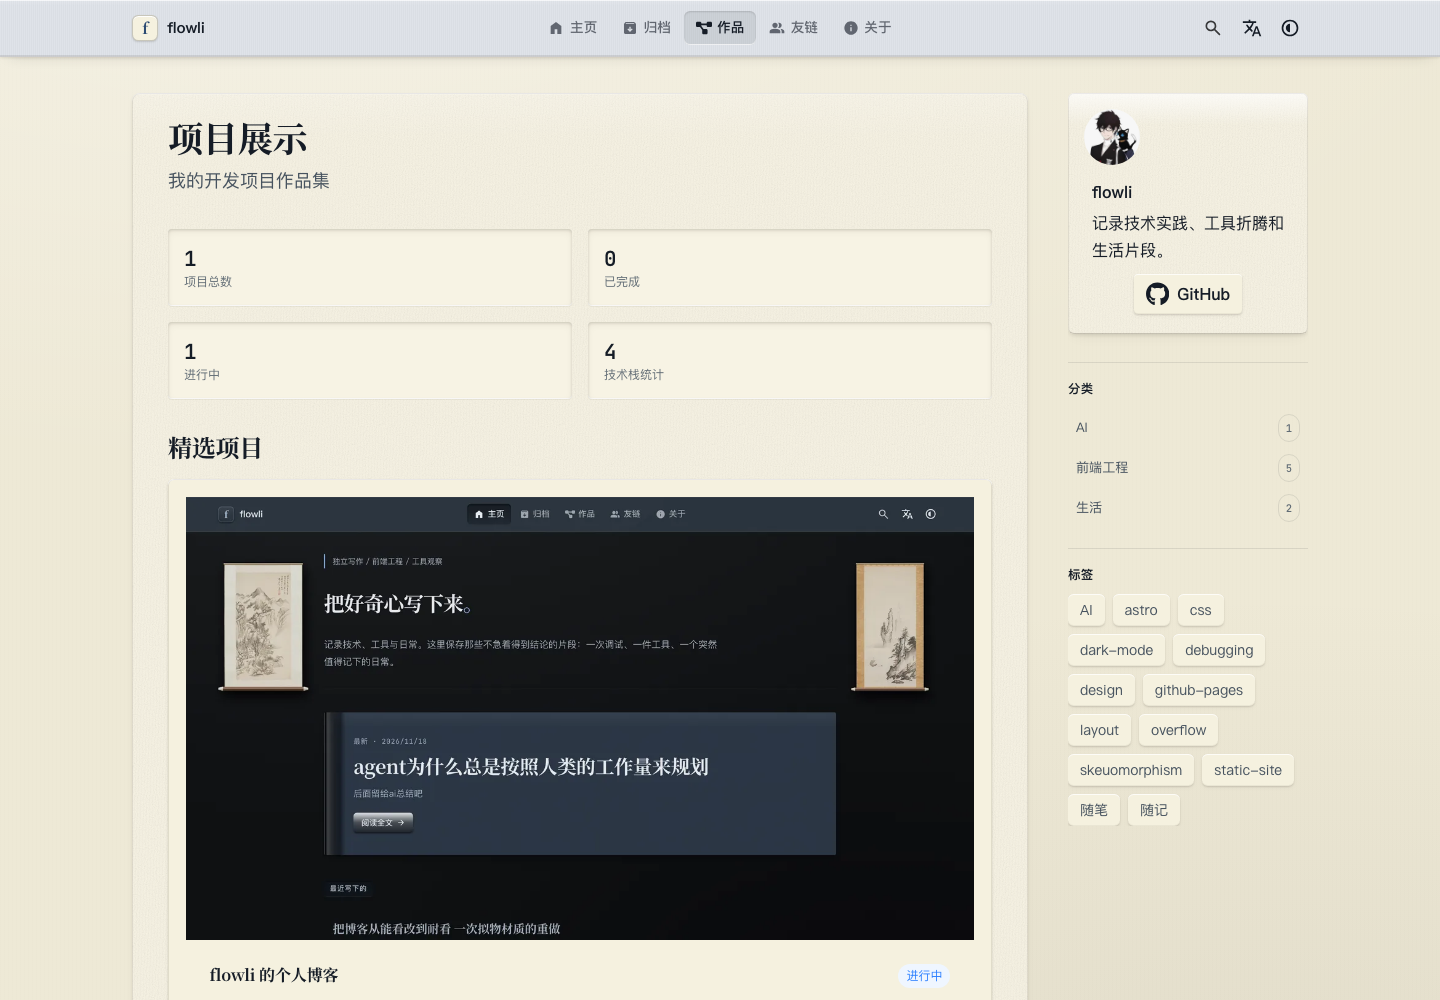 f flowli
主页 归档 作品 友链 关于
项目展示
我的开发项目作品集
1
项目总数
0
已完成
1
进行中
4
技术栈统计
精选项目
f flowli 主页 归档 作品 友链 关于
独立写作 / 前端工程 / 工具观察
把好奇心写下来。
记录技术、工具与日常。这里保存那些不急着得到结论的片段：一次调试、一件工具、一个突然
值得记下的日常。
最新 · 2026/11/18
agent为什么总是按照人类的工作量来规划
后面留给ai总结吧
阅读全文 →
最近写下的
把博客从能看改到耐看 一次拟物材质的重做
flowli 的个人博客
进行中
flowli
记录技术实践、工具折腾和
生活片段。
GitHub
分类
AI 1
前端工程 5
生活 2
标签
AI astro css
dark-mode debugging
design github-pages
layout overflow
skeuomorphism static-site
随笔 随记